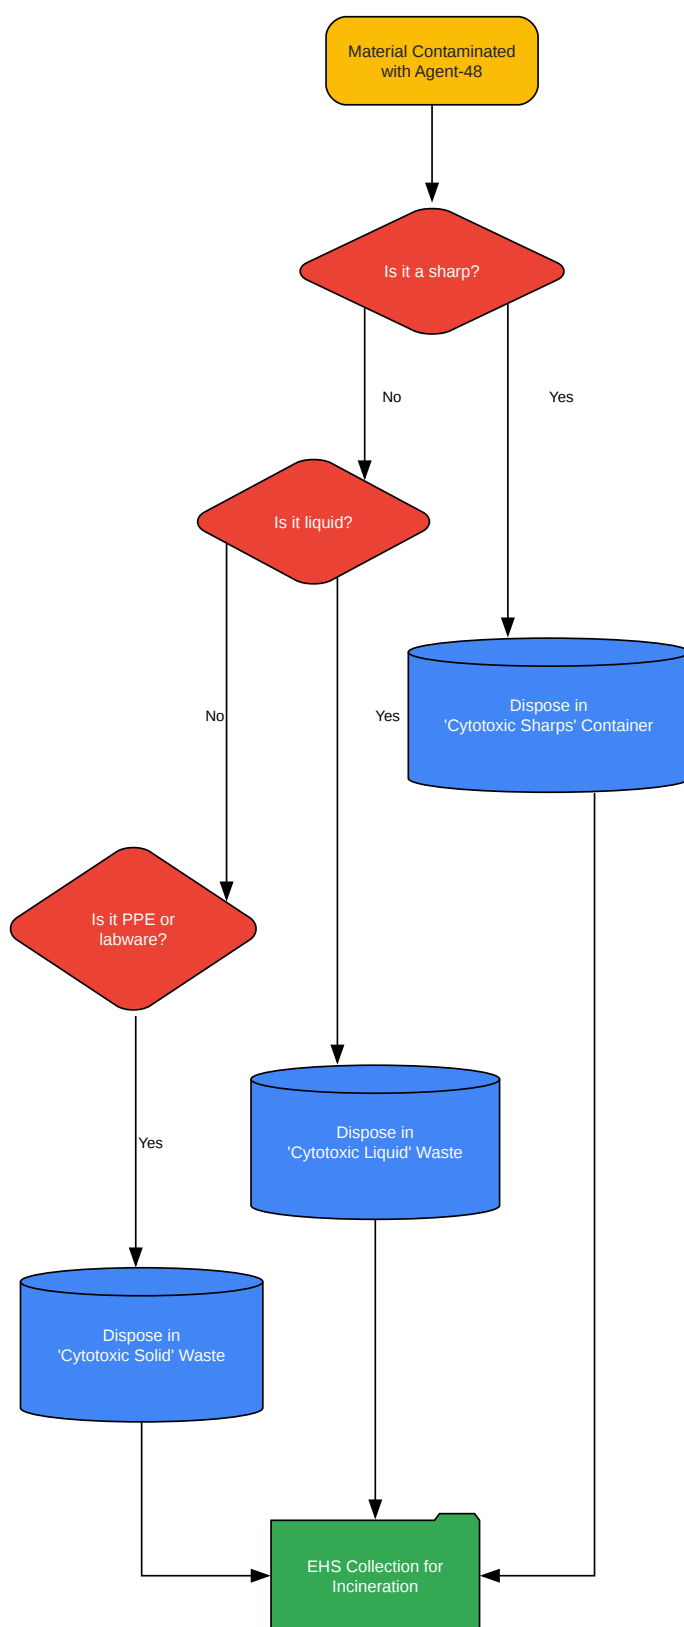 Material Contaminated
with Agent-48
Is it a sharp?
No
Yes
Is it liquid?
No
Yes
Dispose in
'Cytotoxic Sharps' Container
Is it PPE or
labware?
Yes
Dispose in
'Cytotoxic Liquid' Waste
Dispose in
'Cytotoxic Solid' Waste
EHS Collection for
Incineration